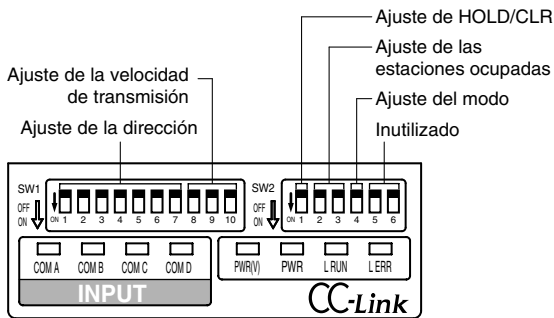 Ajuste de HOLD/CLR
Ajuste de las
estaciones ocupadas
Ajuste de la velocidad
de transmisión
Ajuste del modo
Ajuste de la dirección
Inutilizado
SW1
OFF
ON
ON 1 2 3 4 5 6 7 8 9 10
SW2
OFF
ON
ON 1 2 3 4 5 6
COM A COM B COM C COM D
PWR(V) PWR L RUN L ERR
INPUT
CC-Link